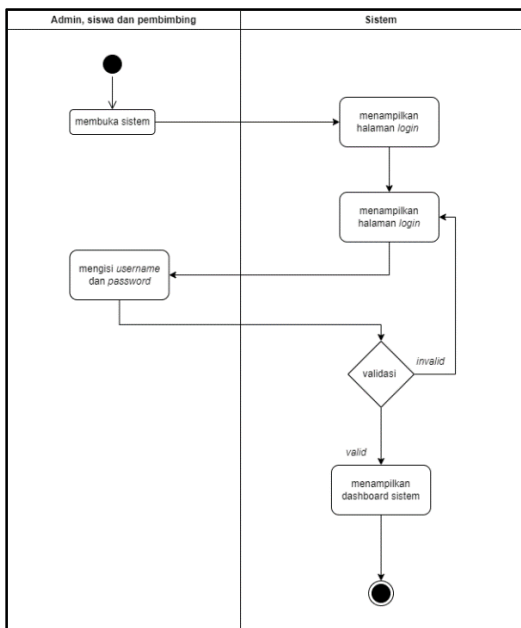 Admin, siswa dan pembimbing
Sistem
membuka sistem
menampilkan
halaman login
menampilkan
halaman login
mengisi username
dan password
validasi
invalid
valid
menampilkan
dashboard sistem